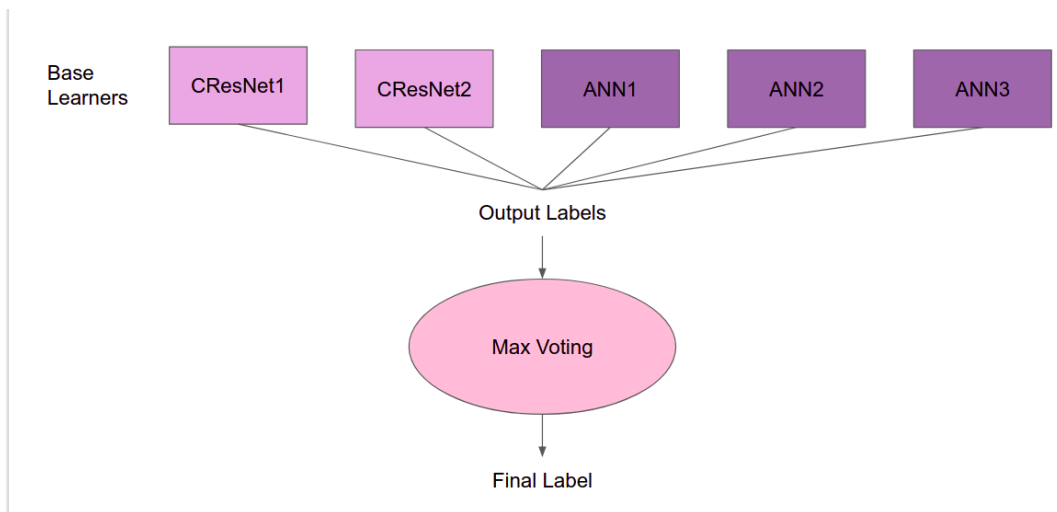 Base
Learners
CResNet1
CResNet2
ANN1
ANN2
ANN3
Output Labels
Max Voting
Final Label